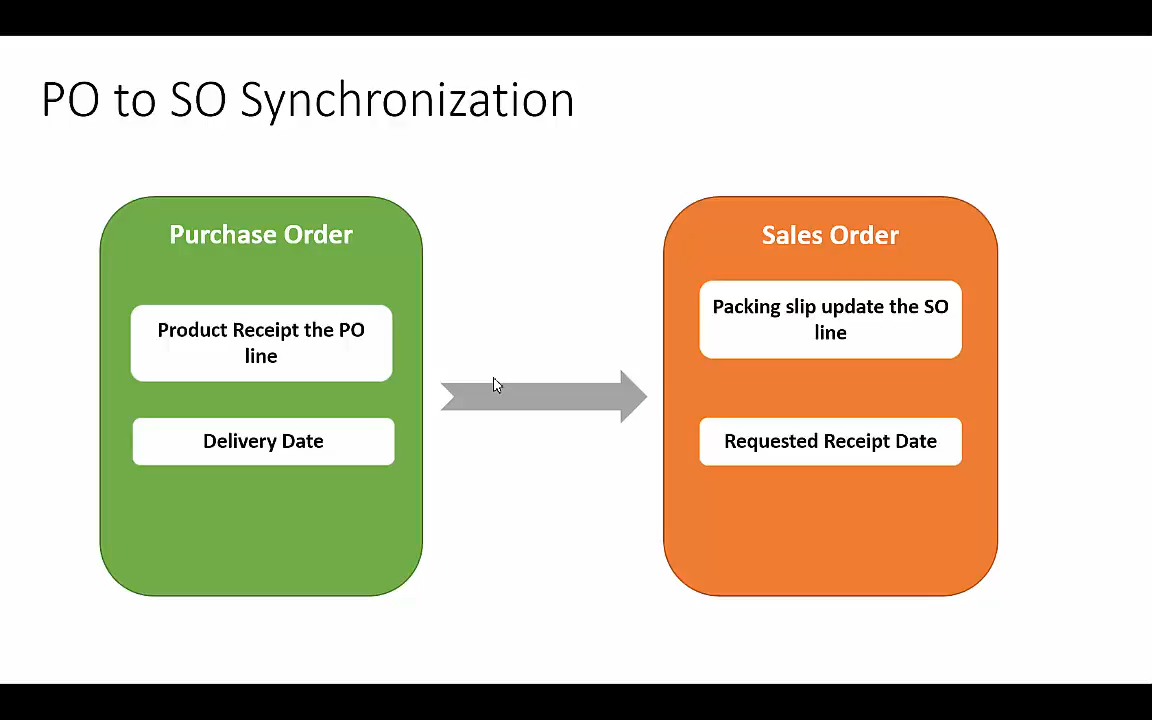 PO to SO Synchronization
Purchase Order
Product Receipt the PO
line
Delivery Date
Sales Order
Packing slip update the SO
line
Requested Receipt Date